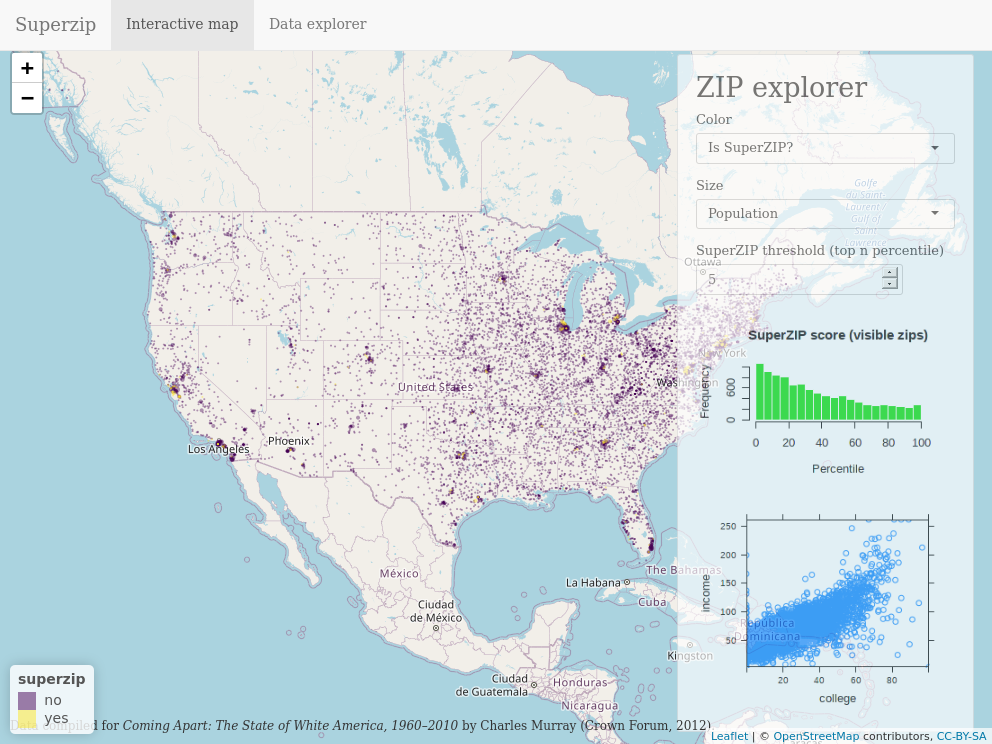 Superzip
Interactive map
Data explorer
+
−
ZIP explorer
Color
Is SuperZIP?
Size
Population
SuperZIP threshold (top n percentile)
5
Golfe
du Saint
Laurent
Gulf of
Saint
Lawrence
Ottawa
New York
Washington
United States
Los Angeles
Phoenix
SuperZIP score (visible zips)
Frequency
600
0
0 20 40 60 80 100
Percentile
México
Ciudad
de México
La Habana
The Bahamas
Cuba
República
Dominicana
Kingston
Ciudad
de Guatemala
Honduras
Nicaragua
income
250
200
150
100
50
20 40 60 80
college
superzip
no
yes
Data compiled for Coming Apart: The State of White America, 1960–2010 by Charles Murray (Crown Forum, 2012).
Leaflet | © OpenStreetMap contributors, CC-BY-SA